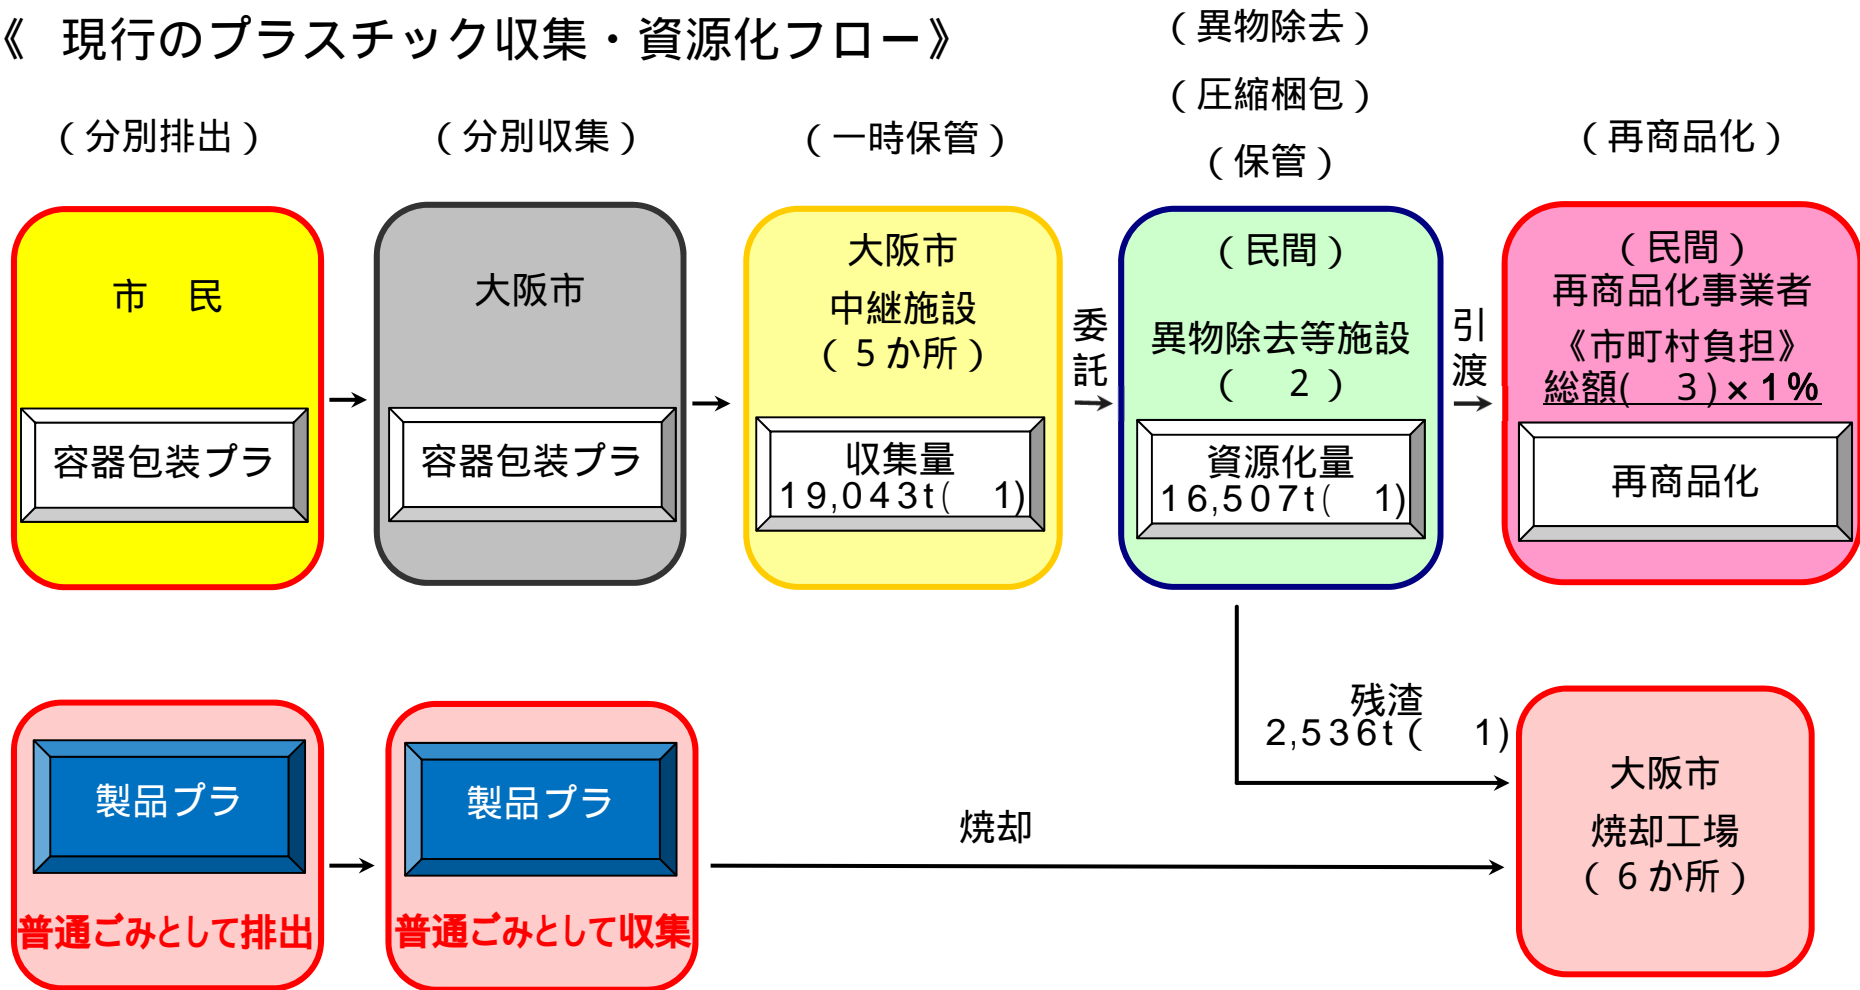 《 現行のプラスチック収集・資源化フロー》
（分別排出）
（分別収集）
（一時保管）
（異物除去）
（圧縮梱包）
（保管）
（再商品化）
市　民
容器包装プラ
大阪市
容器包装プラ
大阪市
中継施設
（５か所）
収集量
19,043t(　1)
委託
（民間）
異物除去等施設
（　2 ）
資源化量
16,507t(　1)
引渡
（民間）
再商品化事業者
《市町村負担》
総額(　3)×1%
再商品化
製品プラ
普通ごみとして排出
製品プラ
普通ごみとして収集
焼却
残渣
2,536t (　1)
大阪市
焼却工場
（６か所）